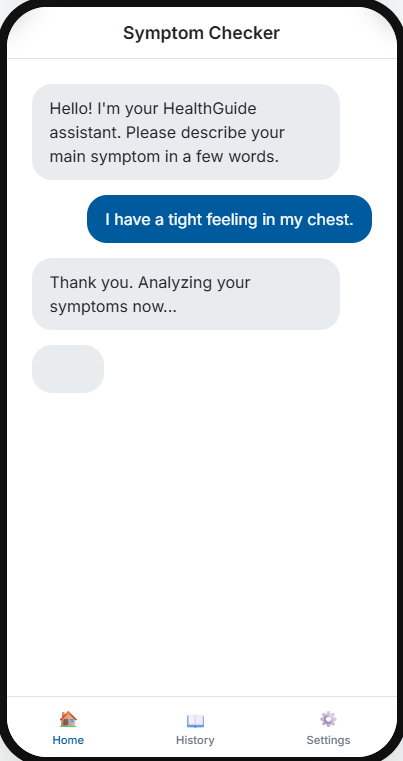 Symptom Checker
Hello! I'm your HealthGuide
assistant. Please describe your
main symptom in a few words.
I have a tight feeling in my chest.
Thank you. Analyzing your
symptoms now...
Home
History
Settings